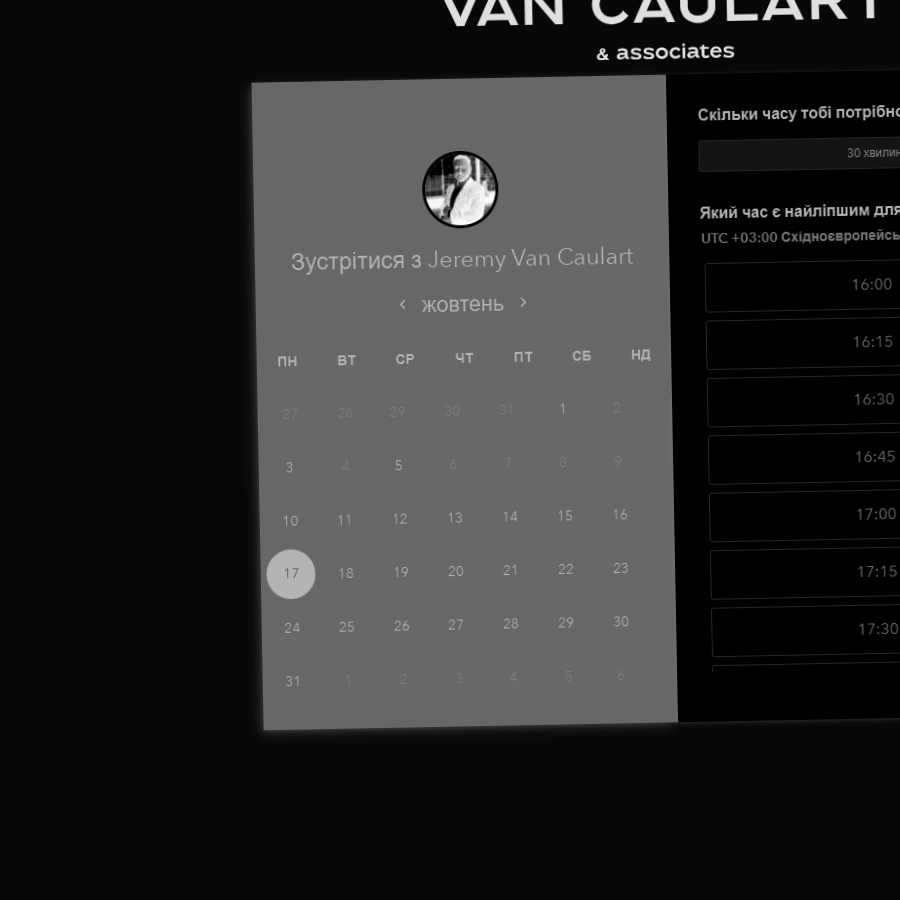 VAN CAULART
& associates
Зустрітися з Jeremy Van Caulart
жовтень
ПН ВТ СР ЧТ ПТ СБ НД
27 28 29 30 31 1 2
3 4 5 6 7 8 9
10 11 12 13 14 15 16
17 18 19 20 21 22 23
24 25 26 27 28 29 30
31 1 2 3 4 5 6
Скільки часу тобі потрібно
30 хвилин
Який час є найліпшим для
UTC +03:00 Східноєвропейсь
16:00
16:15
16:30
16:45
17:00
17:15
17:30